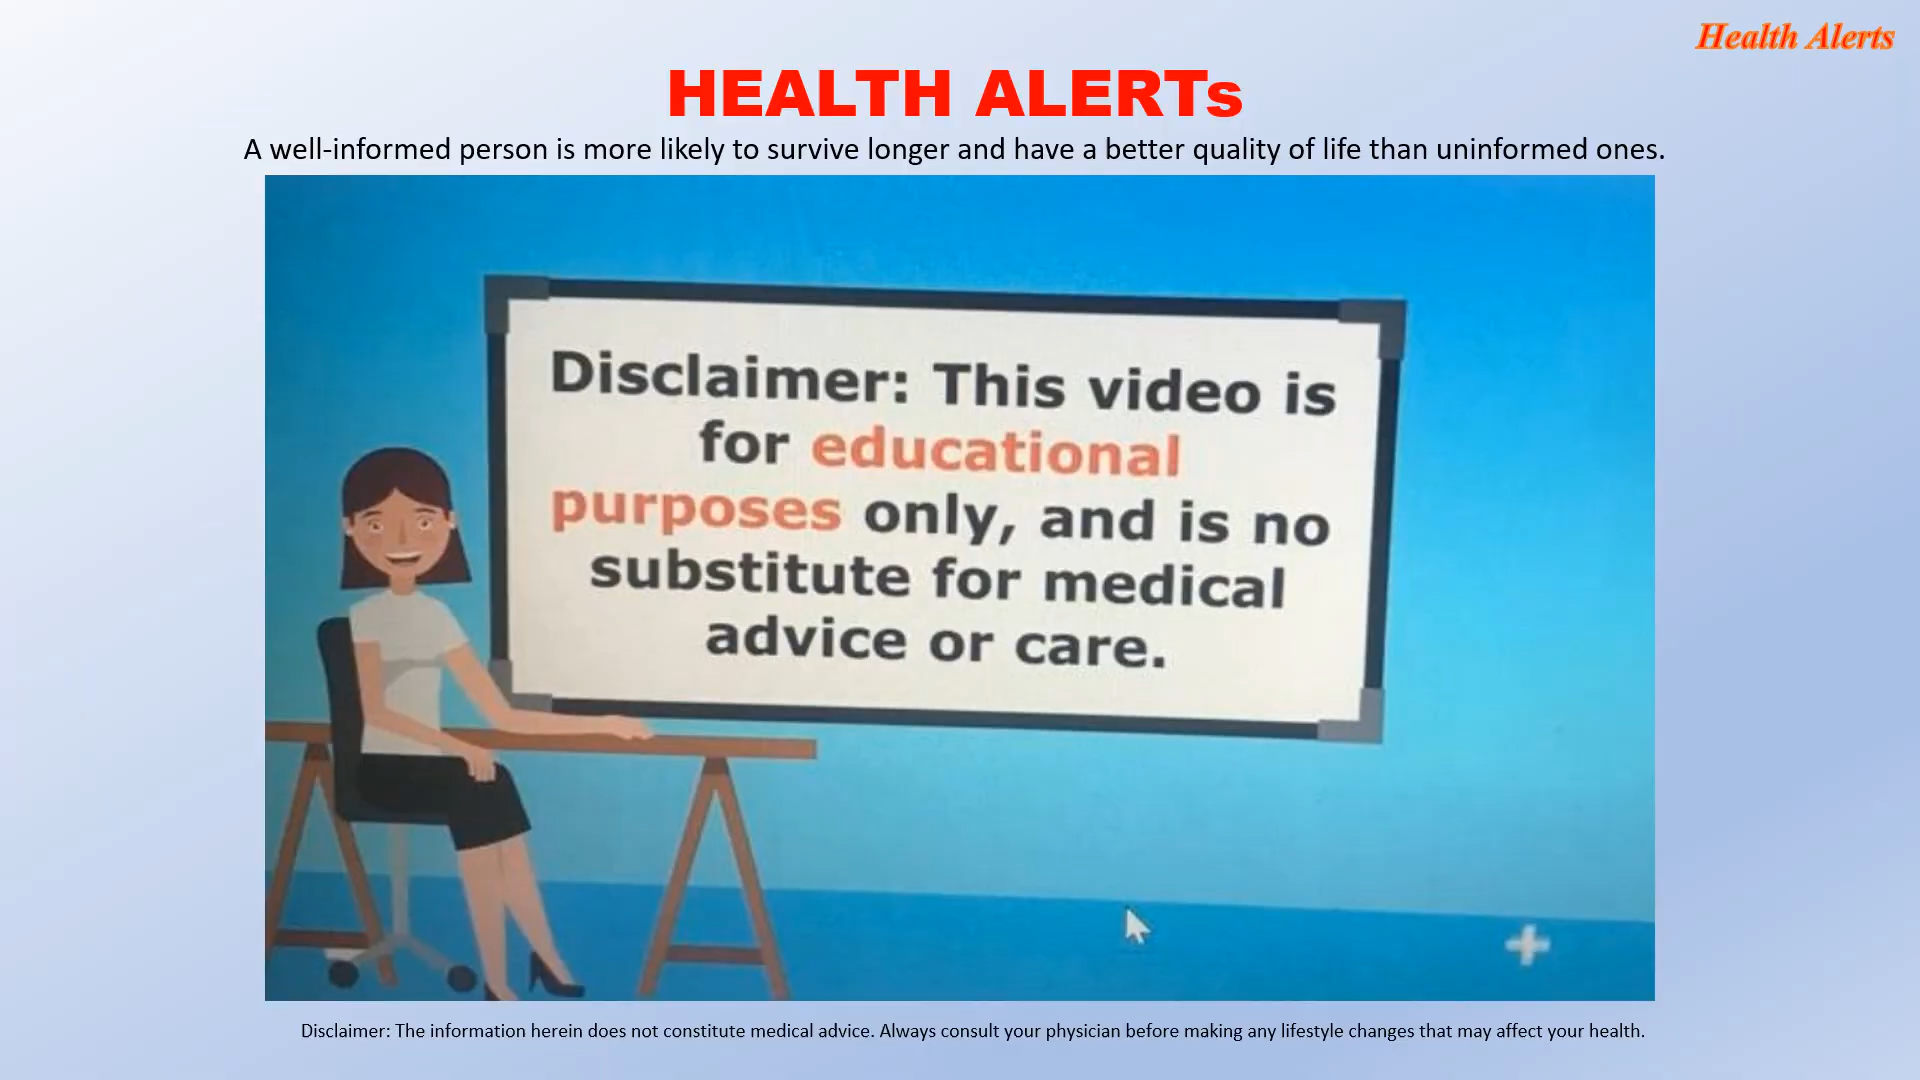 Health Alerts
HEALTH ALERTs
A well-informed person is more likely to survive longer and have a better quality of life than uninformed ones.
Disclaimer: This video is
for educational
purposes only, and is no
substitute for medical
advice or care.
Disclaimer: The information herein does not constitute medical advice. Always consult your physician before making any lifestyle changes that may affect your health.